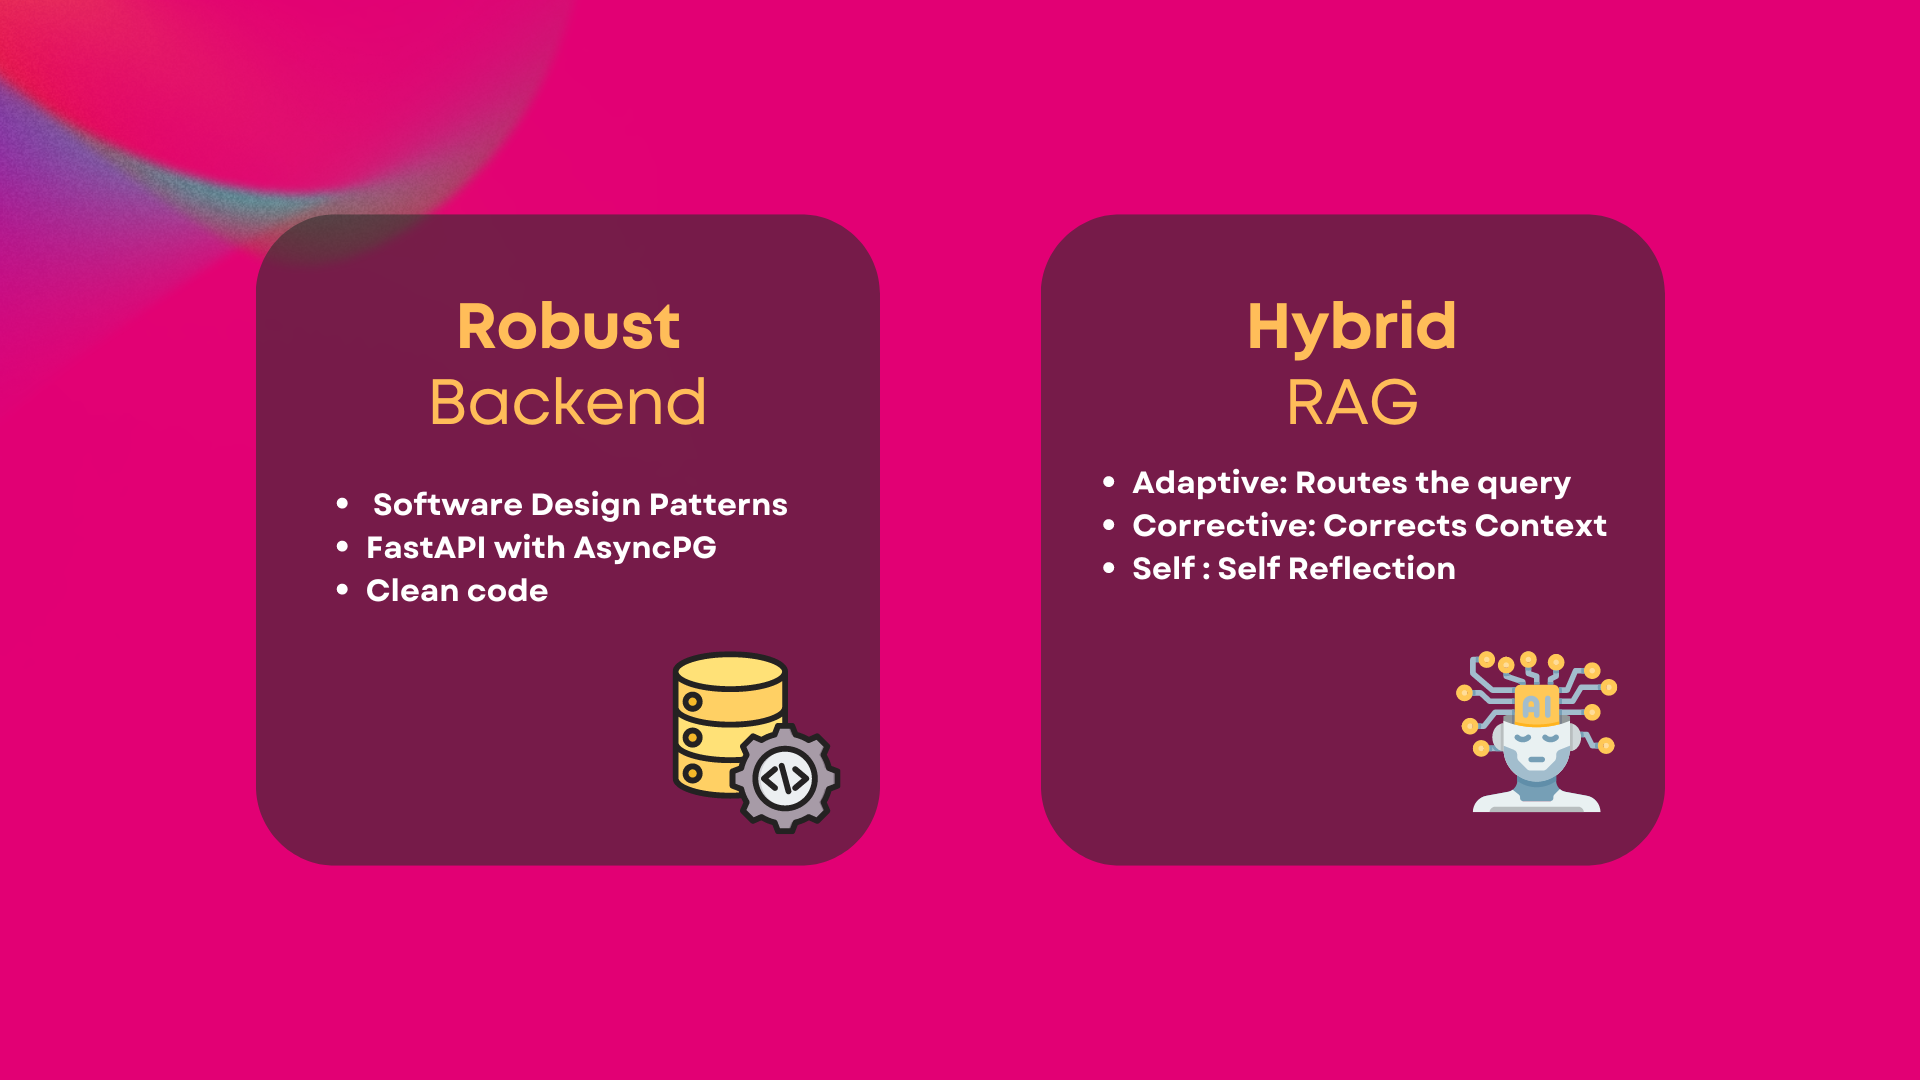 Robust
Backend
• Software Design Patterns
• FastAPI with AsyncPG
• Clean code
Hybrid
RAG
• Adaptive: Routes the query
• Corrective: Corrects Context
• Self : Self Reflection
AI